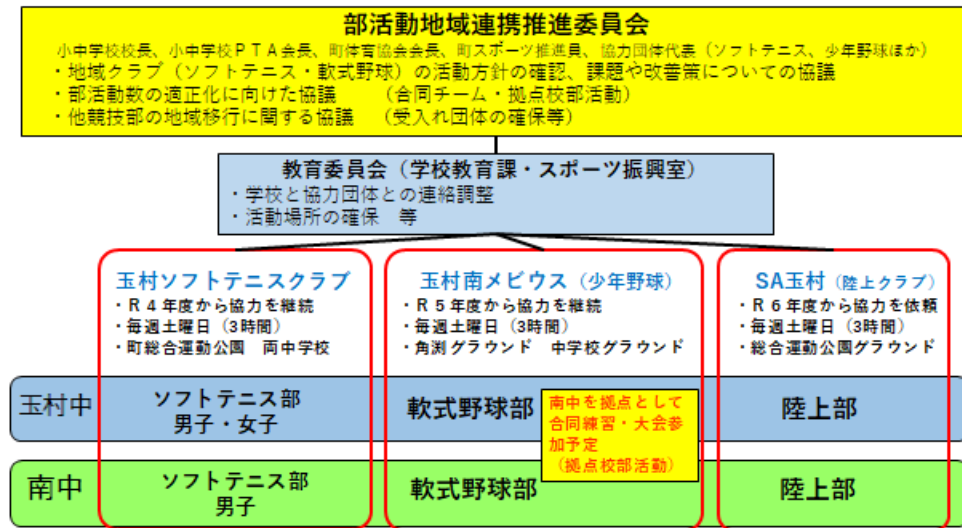 部活動地域連携推進委員会
小中学校校長、小中学校PTA会長、町体育協会会長、町スポーツ推進員、協力団体代表（ソフトテニス、少年野球ほか）
・地域クラブ（ソフトテニス・軟式野球）の活動方針の確認、課題や改善策についての協議
・部活動数の適正化に向けた協議　（合同チーム・拠点校部活動）
・他競技部の地域移行に関する協議　（受入れ団体の確保等）
教育委員会（学校教育課・スポーツ振興室）
・学校と協力団体との連絡調整
・活動場所の確保　等
玉村ソフトテニスクラブ
・R４年度から協力を継続
・毎週土曜日（3時間）
・町総合運動公園　両中学校
玉村南メビウス（少年野球）
・R５年度から協力を継続
・毎週土曜日（3時間）
・角渕グラウンド　中学校グラウンド
SA玉村（陸上クラブ）
・R６年度から協力を依頼
・毎週土曜日（3時間）
・総合運動公園グラウンド
玉村中
ソフトテニス部
男子・女子
軟式野球部
南中を拠点として
合同練習・大会参
加予定
（拠点校部活動）
陸上部
南中
ソフトテニス部
男子
軟式野球部
陸上部